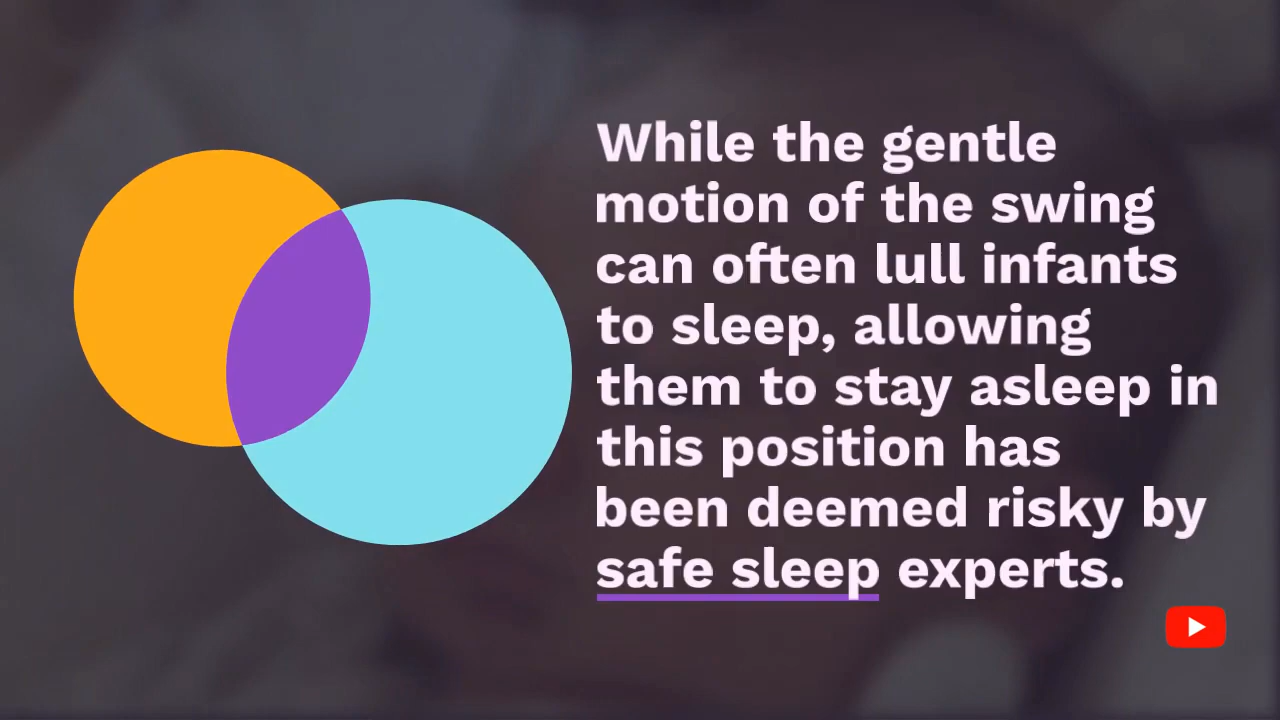 While the gentle
motion of the swing
can often lull infants
to sleep, allowing
them to stay asleep in
this position has
been deemed risky by
safe sleep experts.